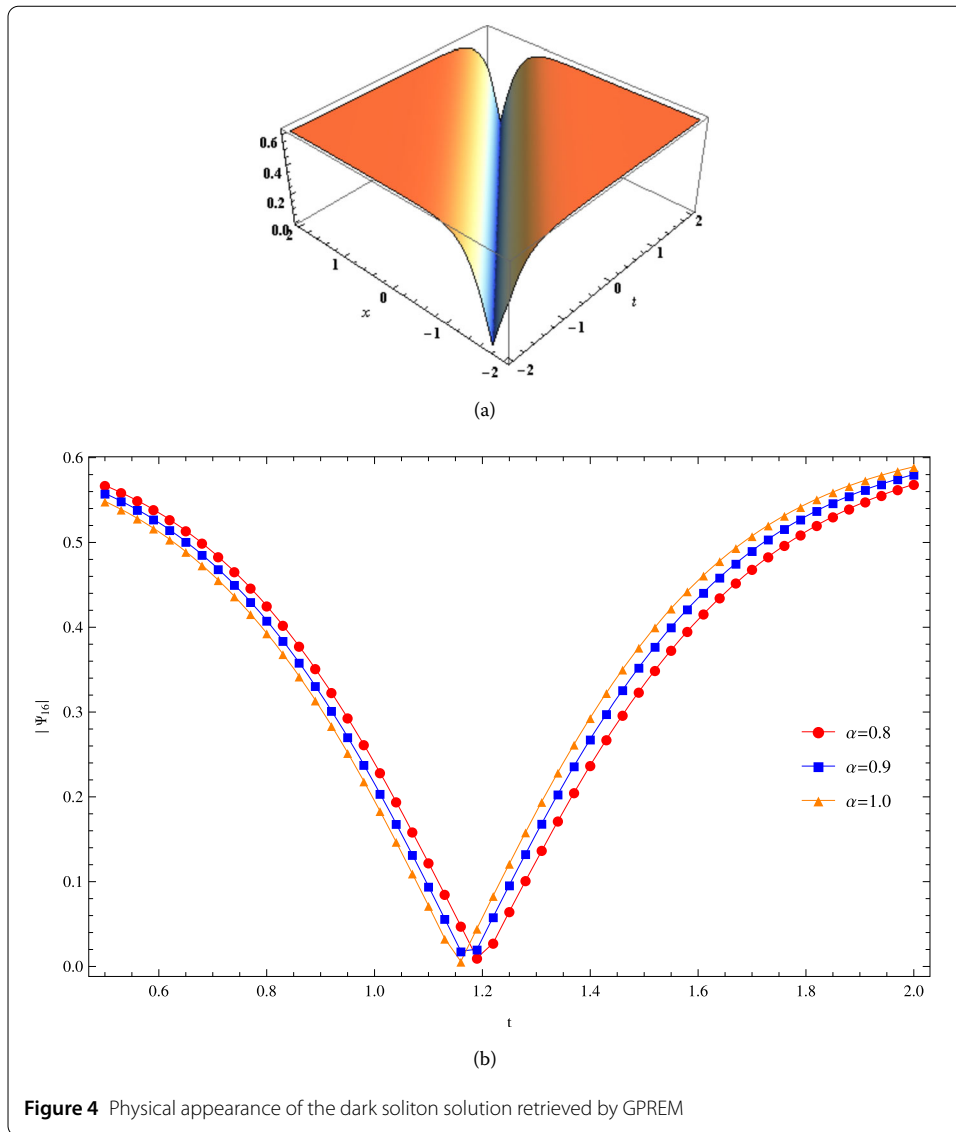 0.6
0.4
0.2
0.0
2
1
0
-1
-2
x
-2
-1
0
1
2
t
(a)
0.6
0.5
0.4
0.3
0.2
0.1
0.0
|Ψ₁₆|
α=0.8
α=0.9
α=1.0
0.6 0.8 1.0 1.2 1.4 1.6 1.8 2.0
t
(b)
Figure 4 Physical appearance of the dark soliton solution retrieved by GPREM